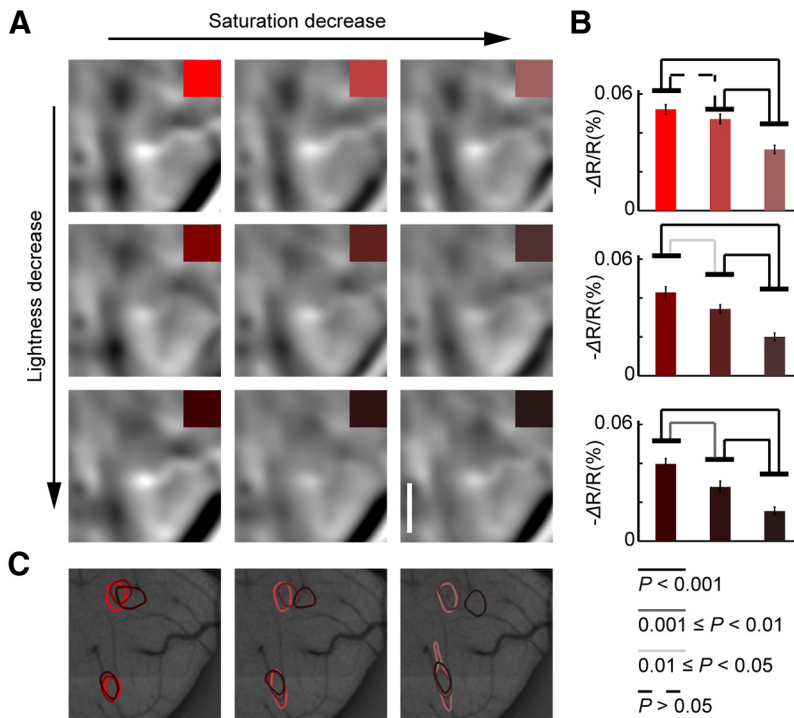 A
Saturation decrease
Lightness decrease
B
0.06
-ΔR/R(%)
0
0.06
-ΔR/R(%)
0
0.06
-ΔR/R(%)
0
C
P < 0.001
0.001 ≤ P < 0.01
0.01 ≤ P < 0.05
P > 0.05